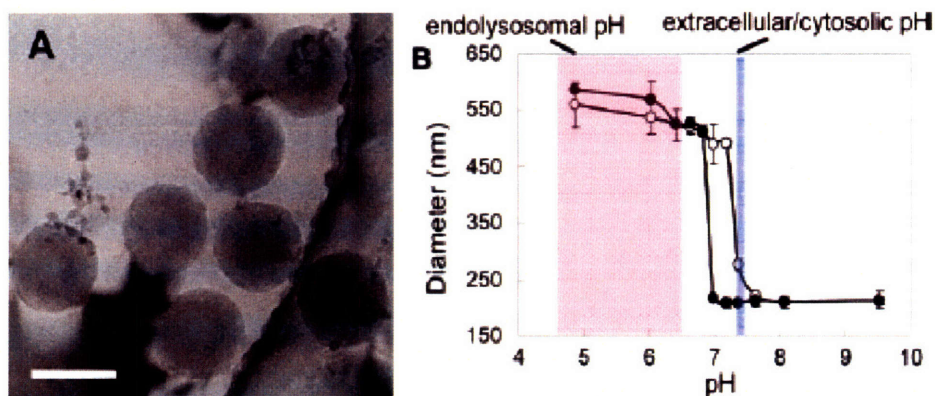 A
endolysosomal pH
extracellular/cytosolic pH
B
650
550
450
350
250
150
Diameter (nm)
4
5
6
7
8
9
10
pH